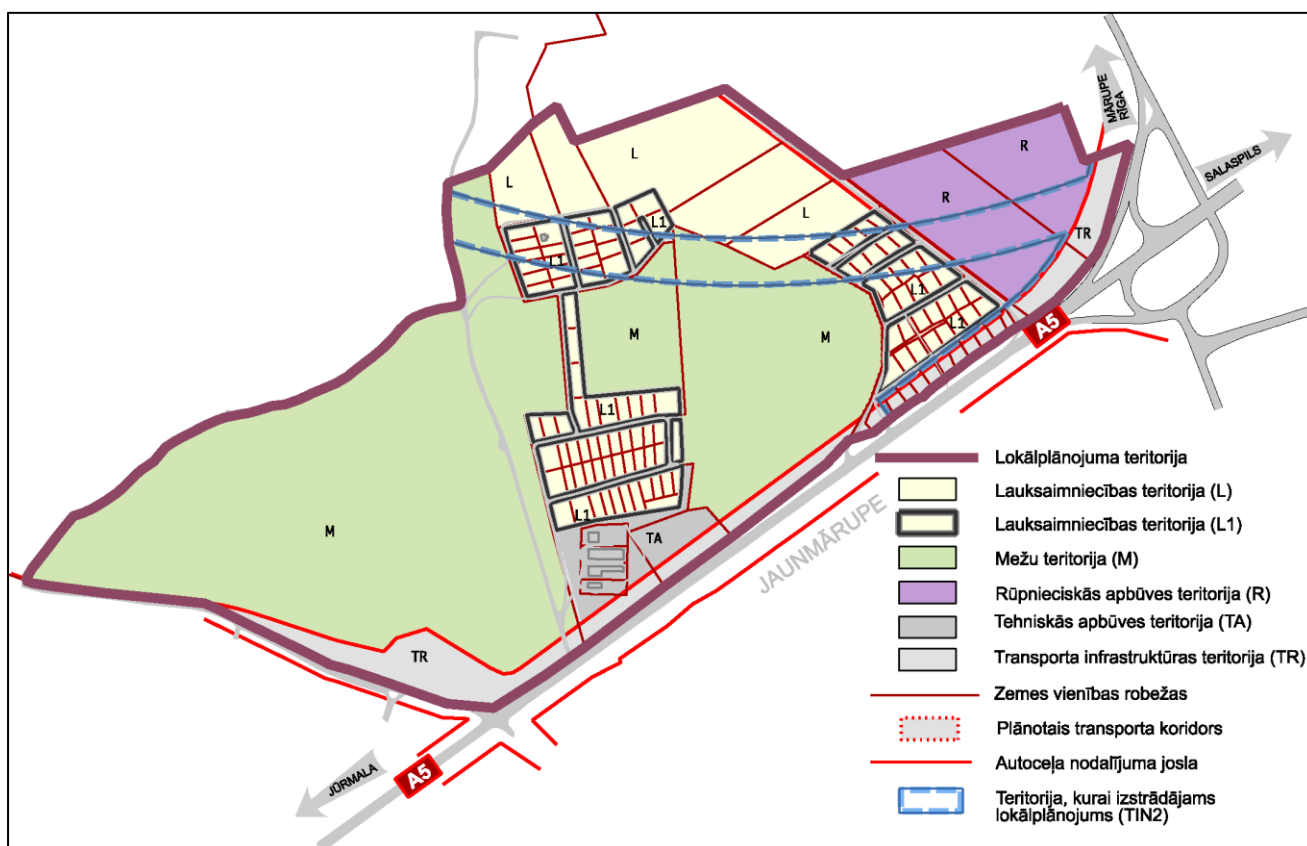 MĀRUPE
RĪGA
SALASPILS
R
L
L
R
L
L1
TR
L1
L1
M
M
L1
A5
L1
L1
TA
M
JAUNMĀRUPE
TR
JŪRMALA
A5
Lokālplānojuma teritorija
Lauksaimniecības teritorija (L)
Lauksaimniecības teritorija (L1)
Mežu teritorija (M)
Rūpnieciskās apbūves teritorija (R)
Tehniskās apbūves teritorija (TA)
Transporta infrastruktūras teritorija (TR)
Zemes vienības robežas
Plānotais transporta koridors
Autoceļa nodalījuma josla
Teritorija, kurai izstrādājams
lokālplānojums (TIN2)